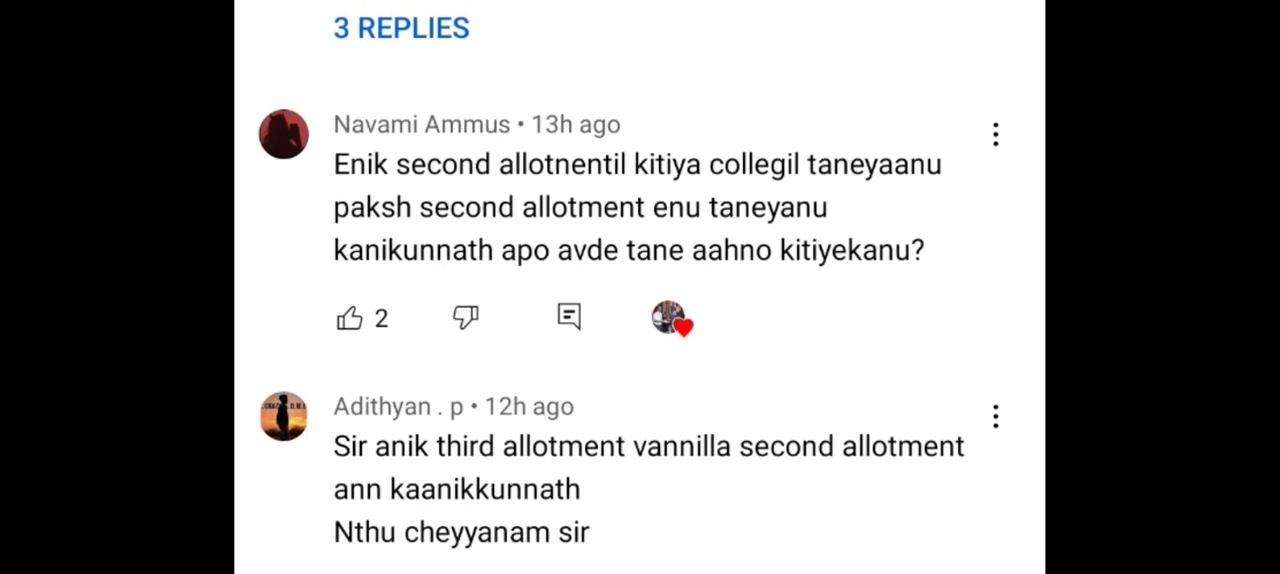 3 REPLIES
Navami Ammus • 13h ago
Enik second allotnentil kitiya collegil taneyaanu
paksh second allotment enu taneyanu
kanikunnath apo avde tane aahno kitiyekanu?
2
Adithyan . p • 12h ago
Sir anik third allotment vannilla second allotment
ann kaanikkunnath
Nthu cheyyanam sir